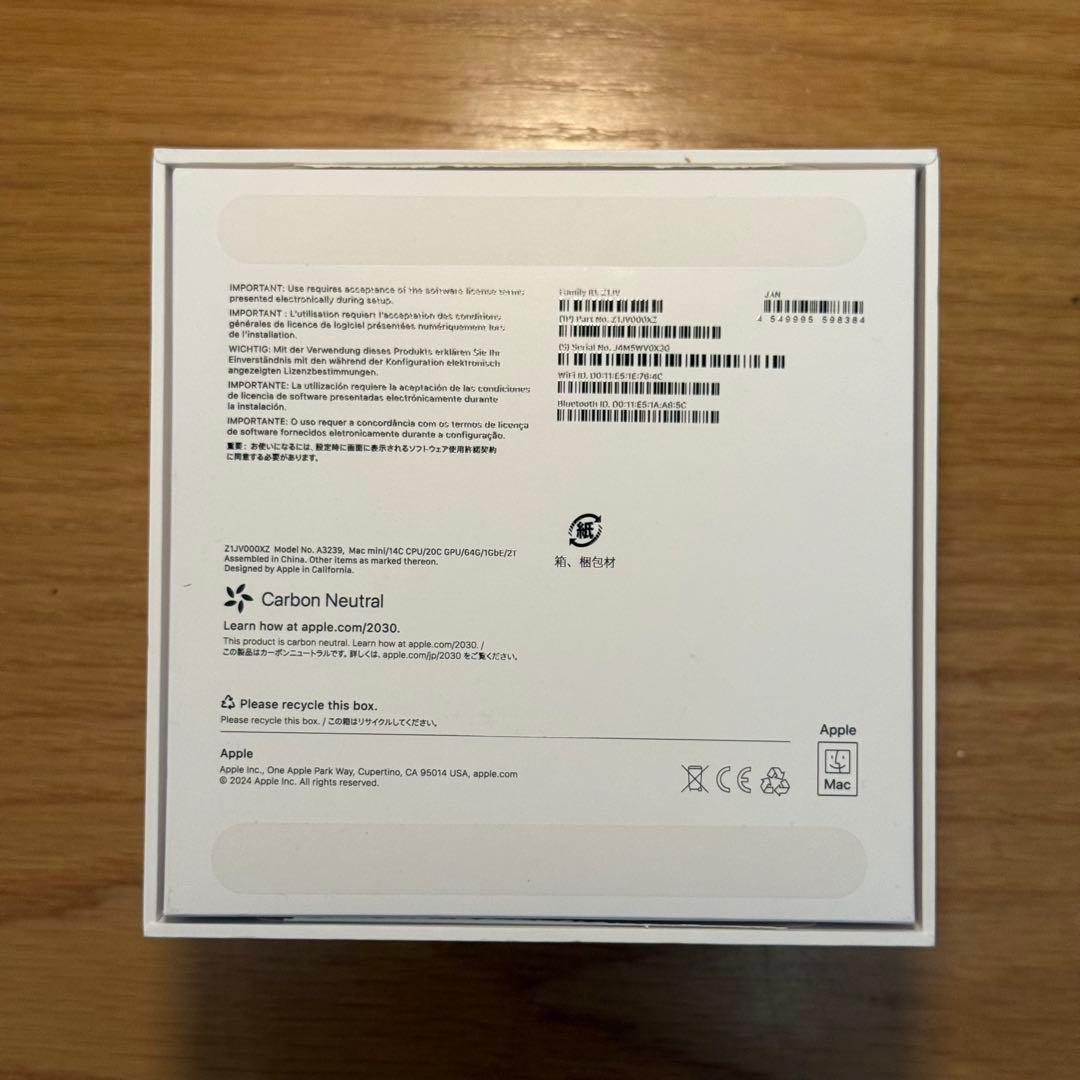 IMPORTANT: Use requires acceptance of the software license terms
presented electronically during setup.
IMPORTANT : L'utilisation requiert l'acceptation des conditions
générales de licence de logiciel présentées numériquement lors
de l'installation.
WICHTIG: Mit der Verwendung dieses Produkts erklären Sie Ihr
Einverständnis mit den während der Konfiguration elektronisch
angezeigten Lizenzbestimmungen.
IMPORTANTE: La utilización requiere la aceptación de las condiciones
de licencia de software presentadas electrónicamente durante
la instalación.
IMPORTANTE: O uso requer a concordância com os termos de licença
de software fornecidos eletronicamente durante a configuração.
重要：お使いになるには、設定時に画面に表示されるソフトウェア使用許諾契約
に同意する必要があります。
Family ID. Z1JV
(1P) Part No. Z1JV000XZ
(S) Serial No. J4M5WV0X3G
WiFi ID. D0:11:E5:1E:76:4C
Bluetooth ID. D0:11:E5:1A:A8:5C
JAN
4 549995 598384
紙
箱、梱包材
Z1JV000XZ Model No. A3239, Mac mini/14C CPU/20C GPU/64G/1GbE/2T
Assembled in China. Other items as marked thereon.
Designed by Apple in California.
Carbon Neutral
Learn how at apple.com/2030.
This product is carbon neutral. Learn how at apple.com/2030. /
この製品はカーボンニュートラルです。詳しくは、apple.com/jp/2030 をご覧ください。
Please recycle this box.
Please recycle this box. / この箱はリサイクルしてください。
Apple
Apple Inc., One Apple Park Way, Cupertino, CA 95014 USA, apple.com
© 2024 Apple Inc. All rights reserved.
CE
Apple
Mac